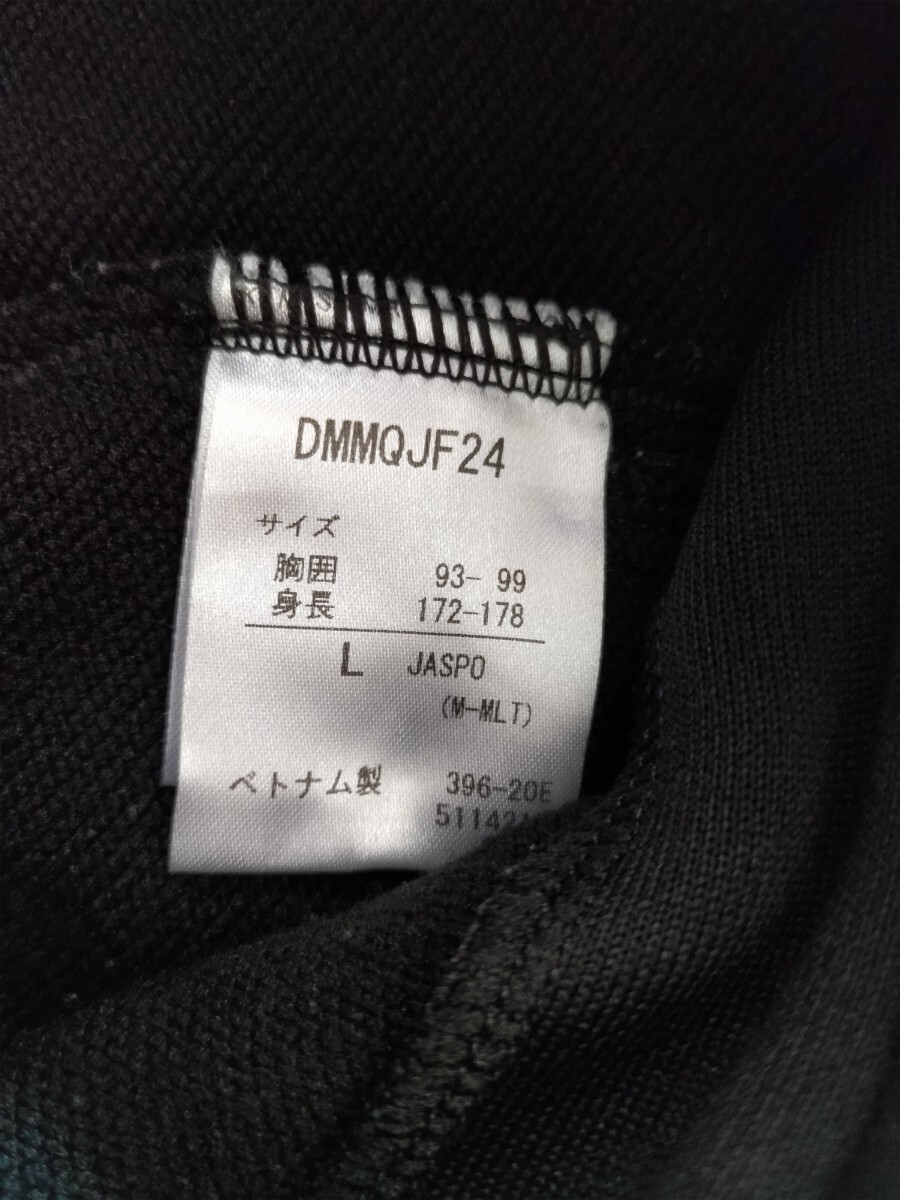 DMMQJF24
サイズ
胸囲 93- 99
身長 172-178
L JASPO
(M-MLT)
ベトナム製 396-20E